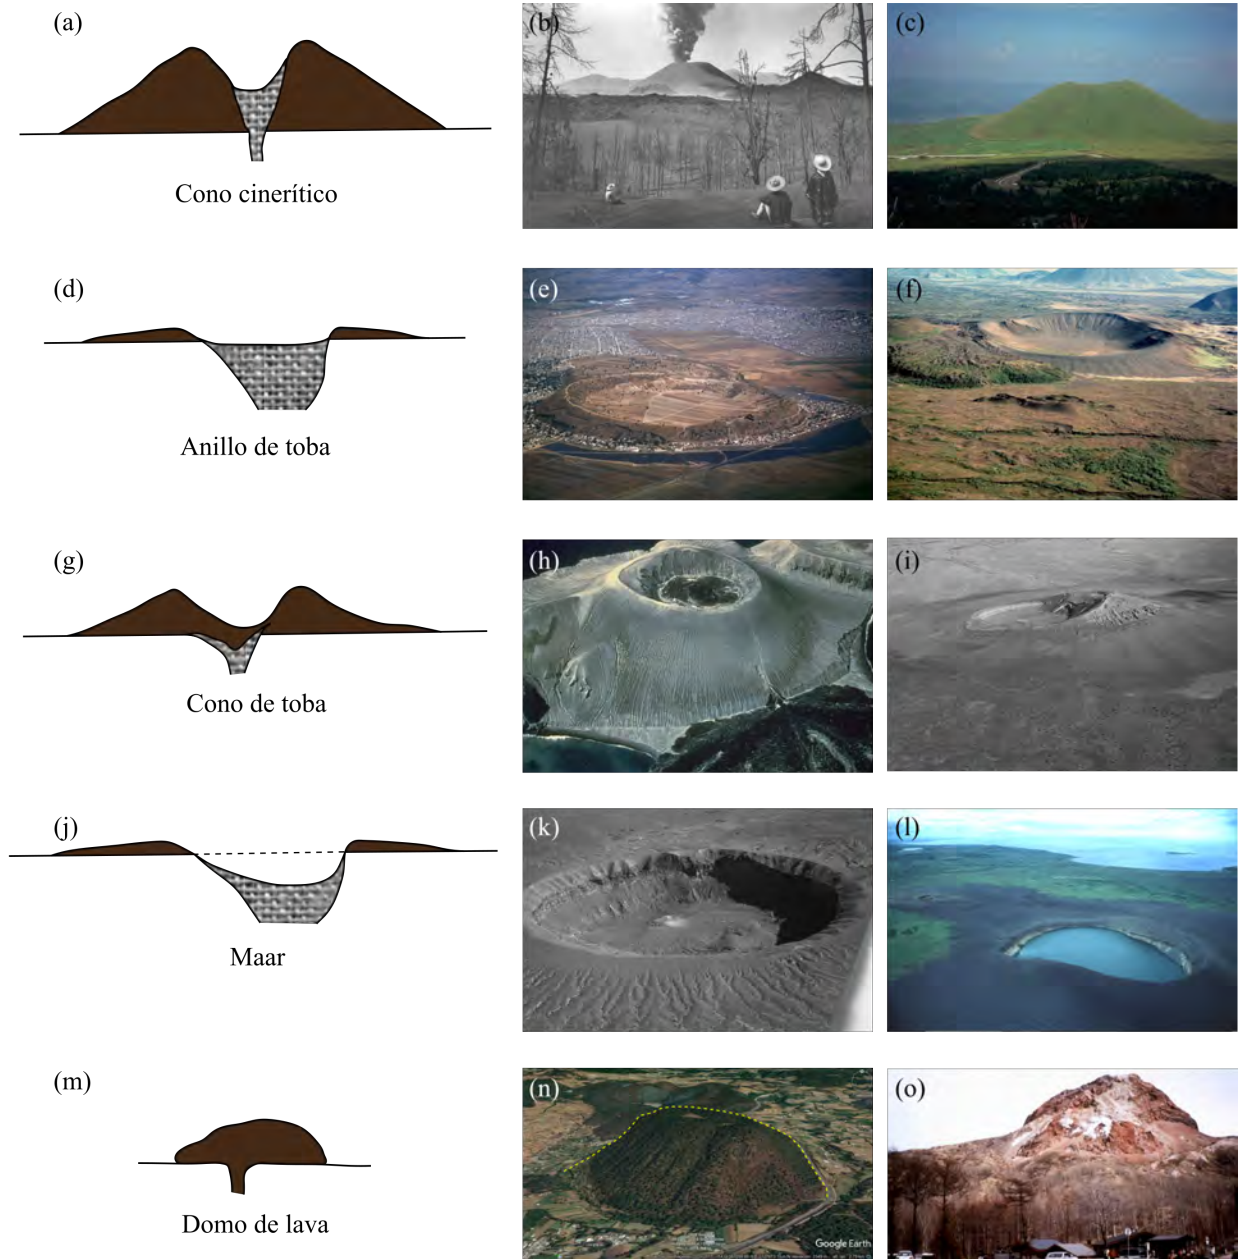 (a)
(b)
(c)
Cono cinerítico
(d)
(e)
(f)
Anillo de toba
(g)
(h)
(i)
Cono de toba
(j)
(k)
(l)
Maar
(m)
(n)
(o)
Domo de lava
Google Earth